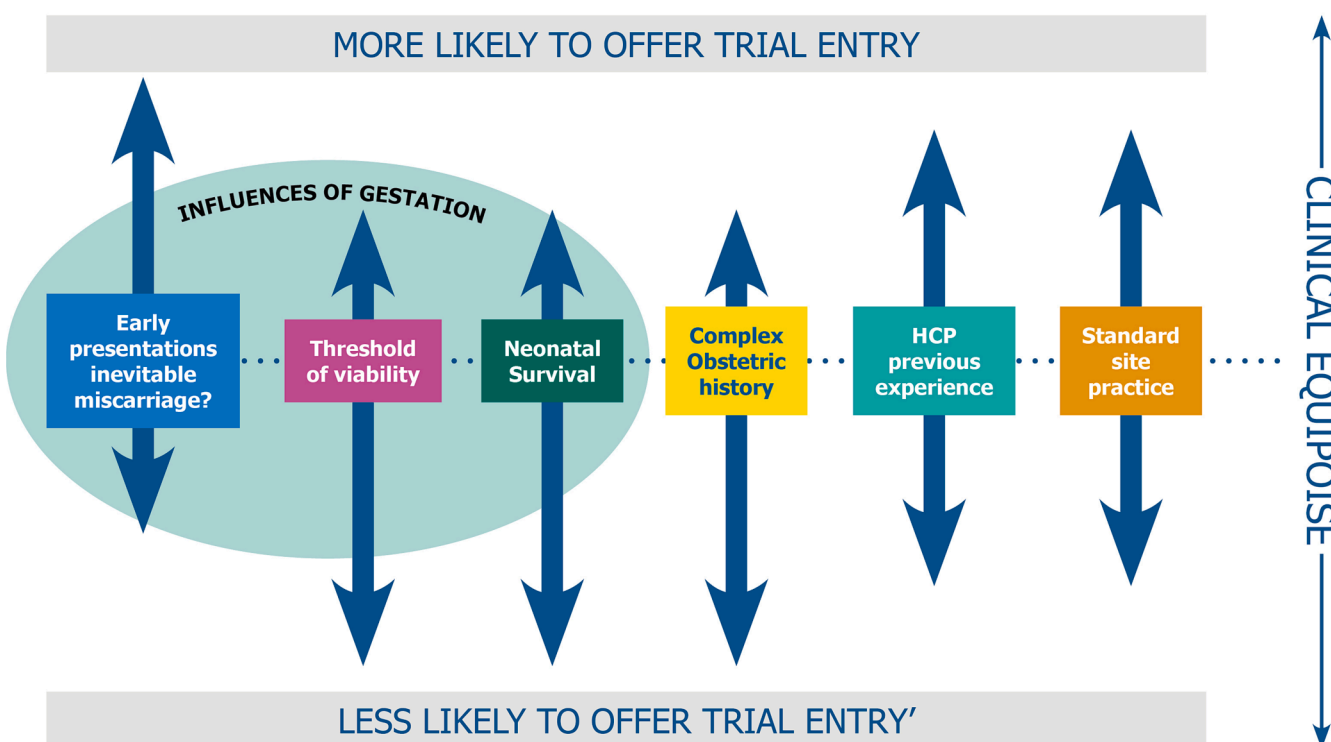 MORE LIKELY TO OFFER TRIAL ENTRY
INFLUENCES OF GESTATION
Early
presentations
inevitable
miscarriage?
Threshold
of viability
Neonatal
Survival
Complex
Obstetric
history
HCP
previous
experience
Standard
site
practice
CLINICAL EQUIPOISE
LESS LIKELY TO OFFER TRIAL ENTRY’